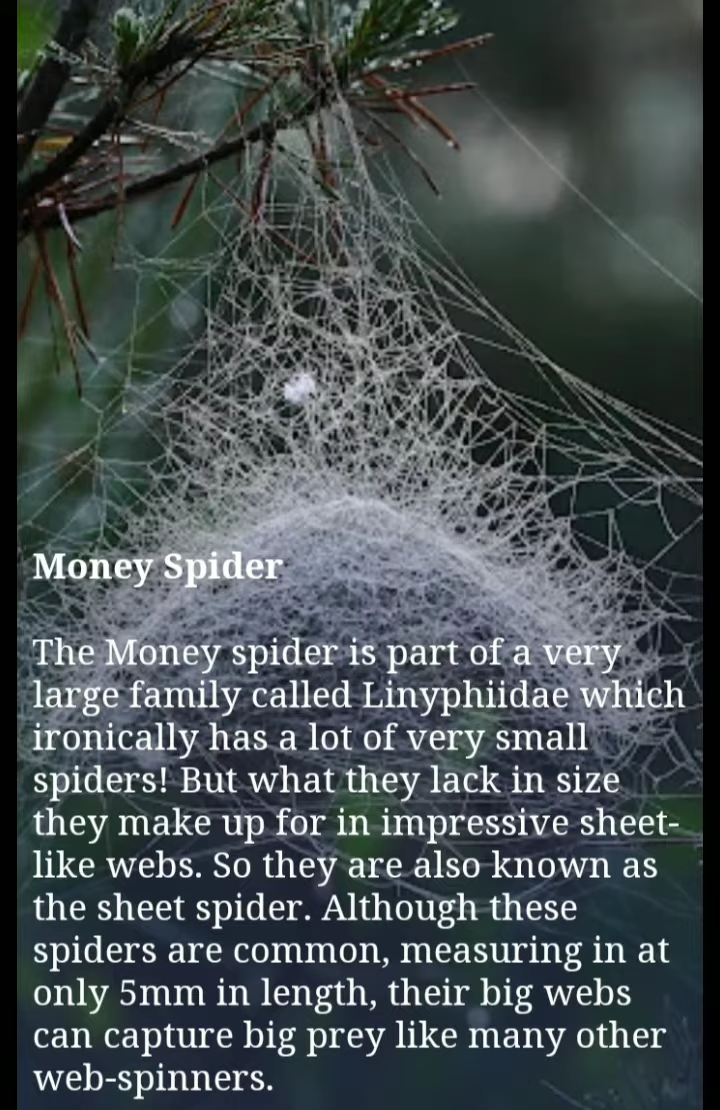 Money Spider
The Money spider is part of a very
large family called Linyphiidae which
ironically has a lot of very small
spiders! But what they lack in size
they make up for in impressive sheet-
like webs. So they are also known as
the sheet spider. Although these
spiders are common, measuring in at
only 5mm in length, their big webs
can capture big prey like many other
web-spinners.